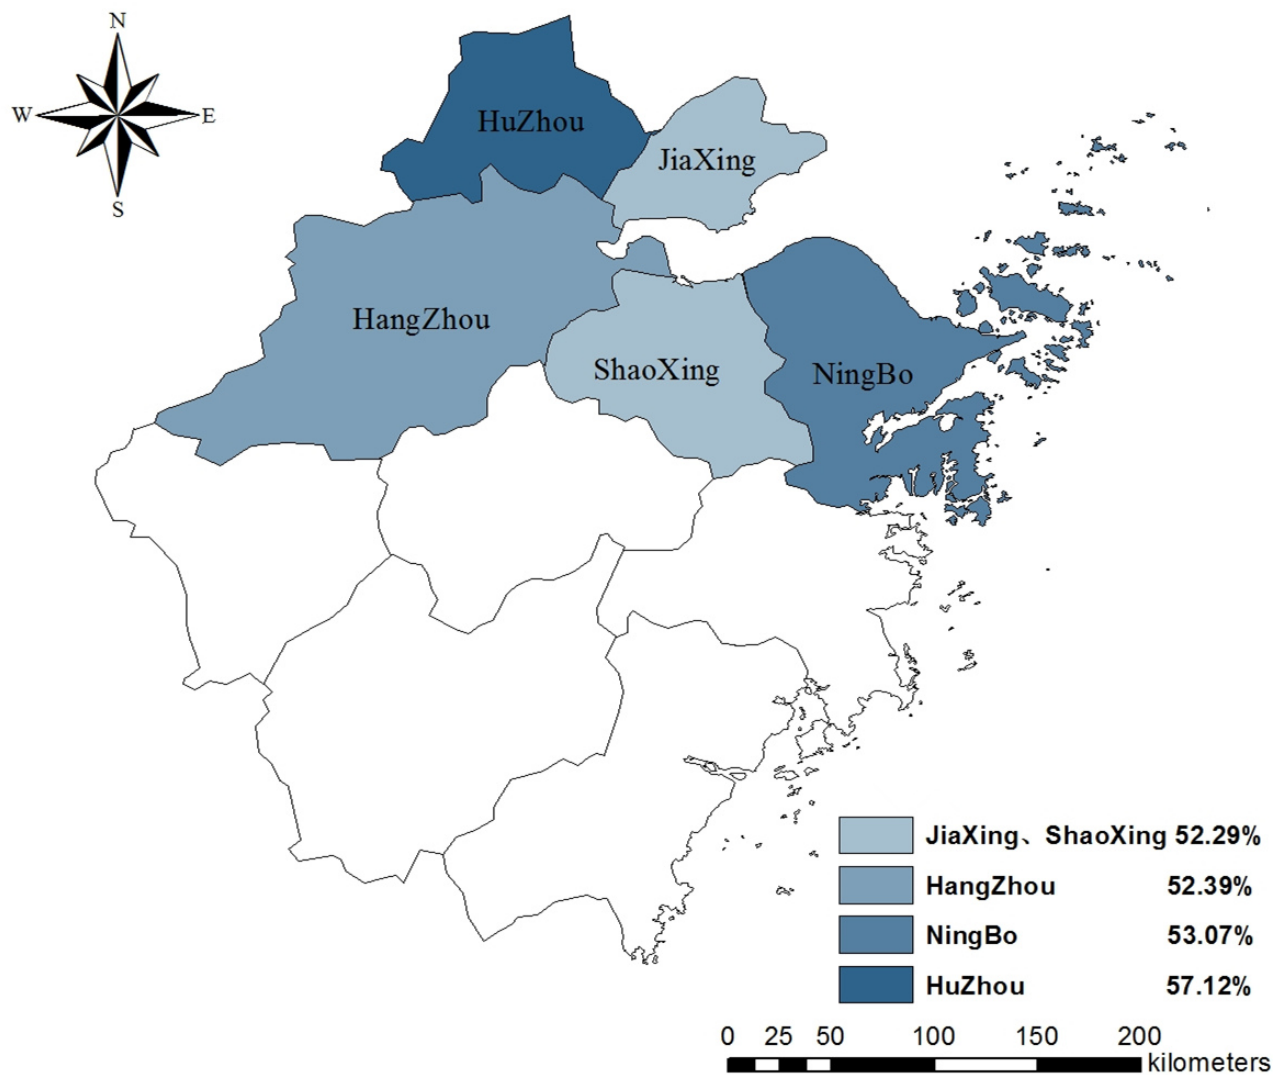 N
W E
S
HuZhou
JiaXing
HangZhou
ShaoXing
NingBo
JiaXing、ShaoXing 52.29%
HangZhou 52.39%
NingBo 53.07%
HuZhou 57.12%
0 25 50 100 150 200
kilometers